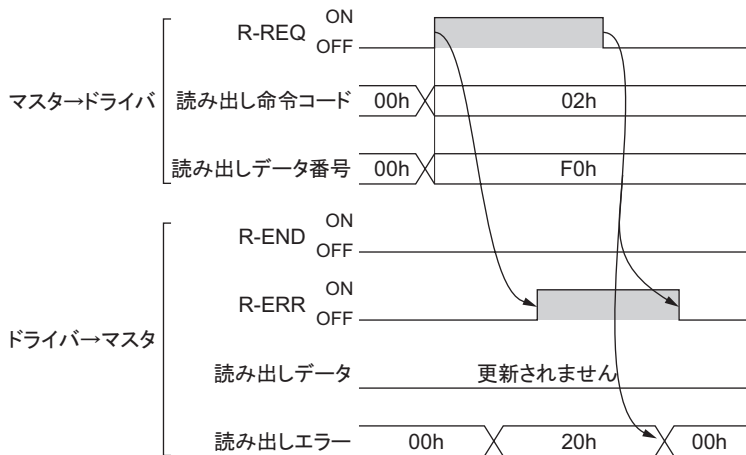 R-REQ ON
OFF
マスタ→ドライバ 読み出し命令コード 00h 02h
読み出しデータ番号 00h F0h
R-END ON
OFF
R-ERR ON
OFF
ドライバ→マスタ
読み出しデータ 更新されません
読み出しエラー 00h 20h 00h